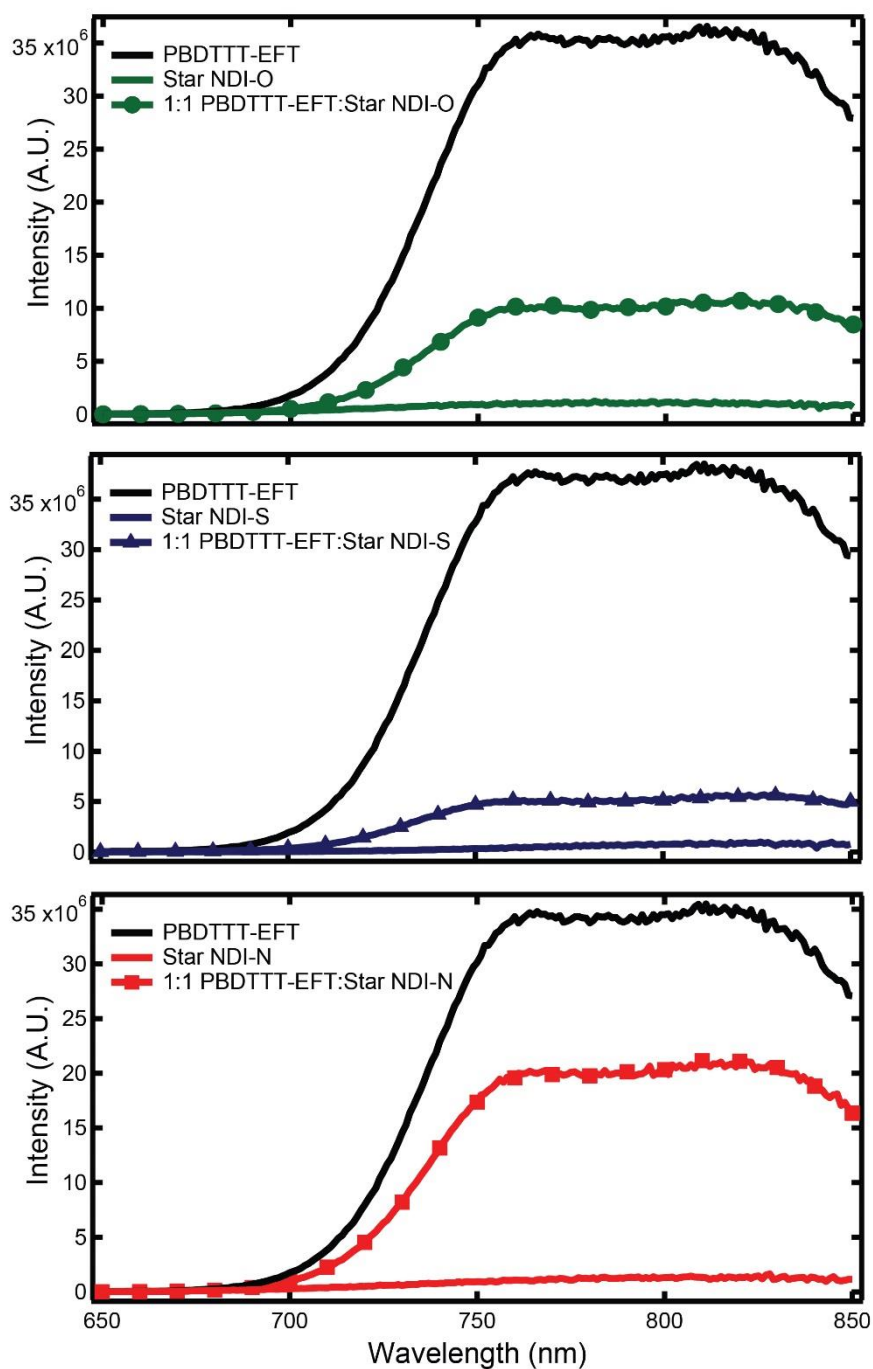 35 x10⁶
30
25
20
15
10
5
0
Intensity (A.U.)
PBDTTT-EFT
Star NDI-O
1:1 PBDTTT-EFT:Star NDI-O
35 x10⁶
30
25
20
15
10
5
0
Intensity (A.U.)
PBDTTT-EFT
Star NDI-S
1:1 PBDTTT-EFT:Star NDI-S
35 x10⁶
30
25
20
15
10
5
0
Intensity (A.U.)
PBDTTT-EFT
Star NDI-N
1:1 PBDTTT-EFT:Star NDI-N
650 700 750 800 850
Wavelength (nm)